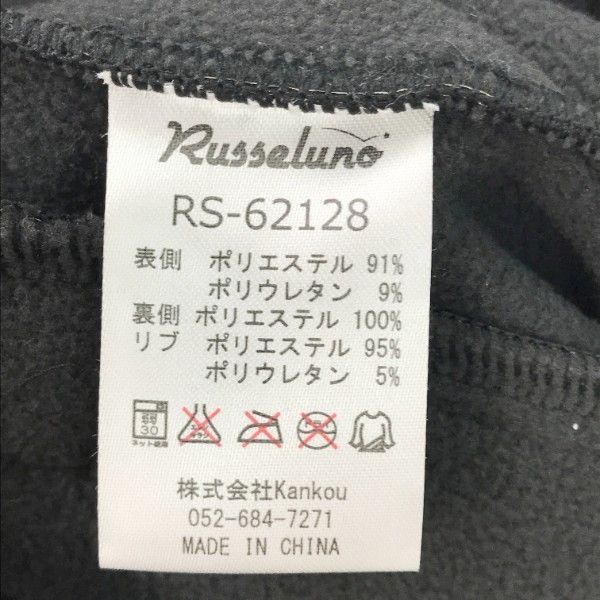 Russeluno
RS-62128
表側 ポリエステル 91%
ポリウレタン 9%
裏側 ポリエステル 100%
リブ ポリエステル 95%
ポリウレタン 5%
30
ネット使用
株式会社Kankou
052-684-7271
MADE IN CHINA